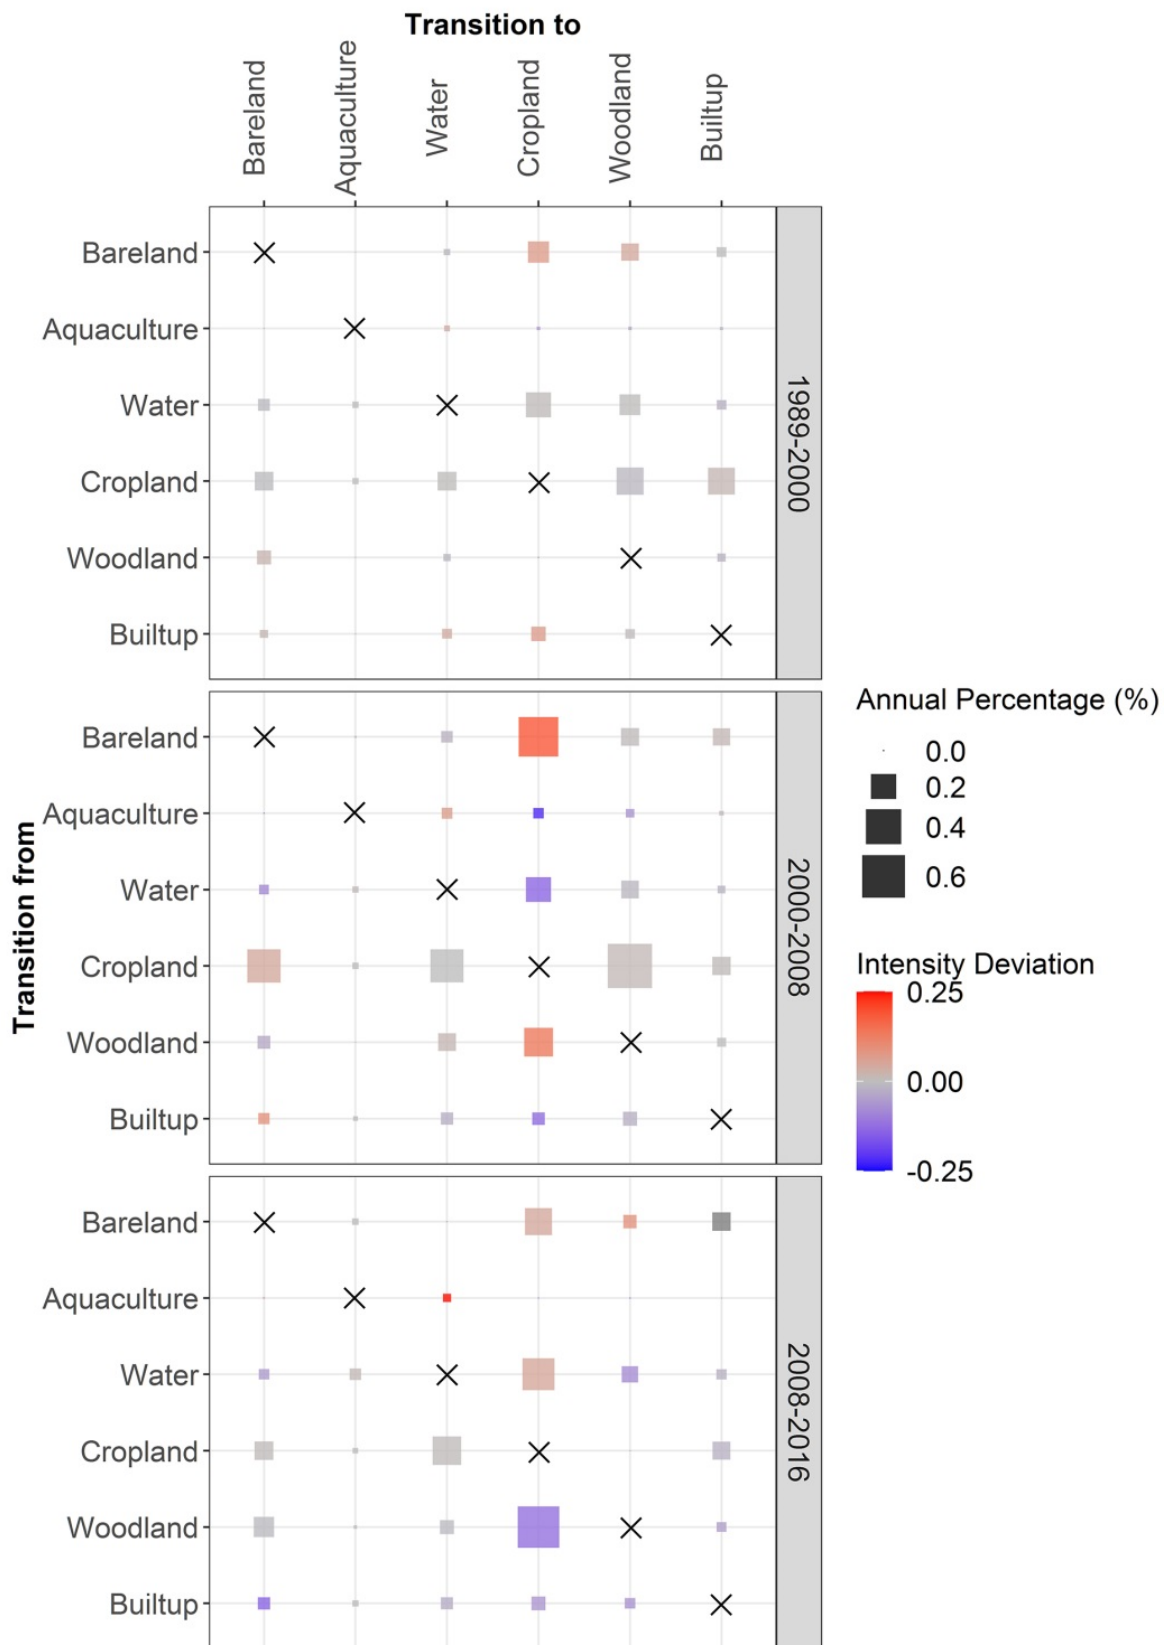 Transition to
Bareland
Aquaculture
Water
Cropland
Woodland
Builtup
Transition from
Bareland
Aquaculture
Water
Cropland
Woodland
Builtup
1989-2000
Bareland
Aquaculture
Water
Cropland
Woodland
Builtup
2000-2008
Bareland
Aquaculture
Water
Cropland
Woodland
Builtup
2008-2016
Annual Percentage (%)
0.0
0.2
0.4
0.6
Intensity Deviation
0.25
0.00
-0.25